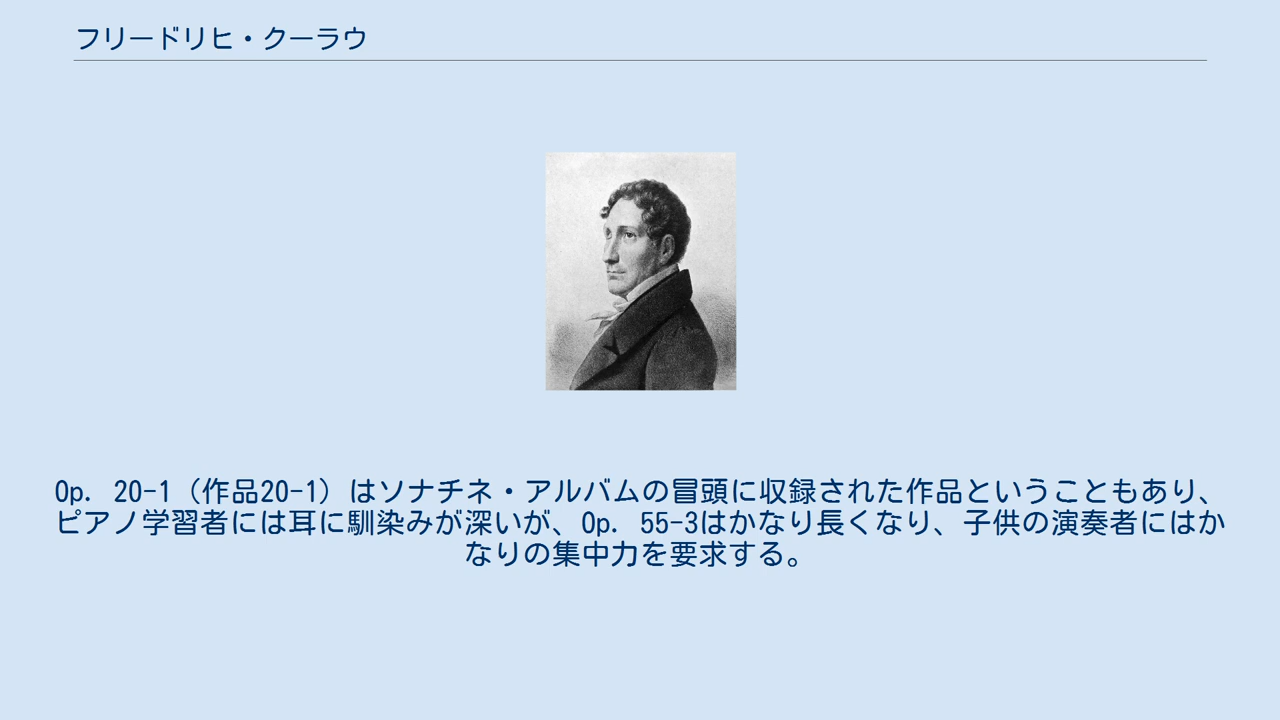 フリードリヒ・クーラウ
Op. 20-1（作品20-1）はソナチネ・アルバムの冒頭に収録された作品ということもあり、
ピアノ学習者には耳に馴染みが深いが、Op. 55-3はかなり長くなり、子供の演奏者にはか
なりの集中力を要求する。